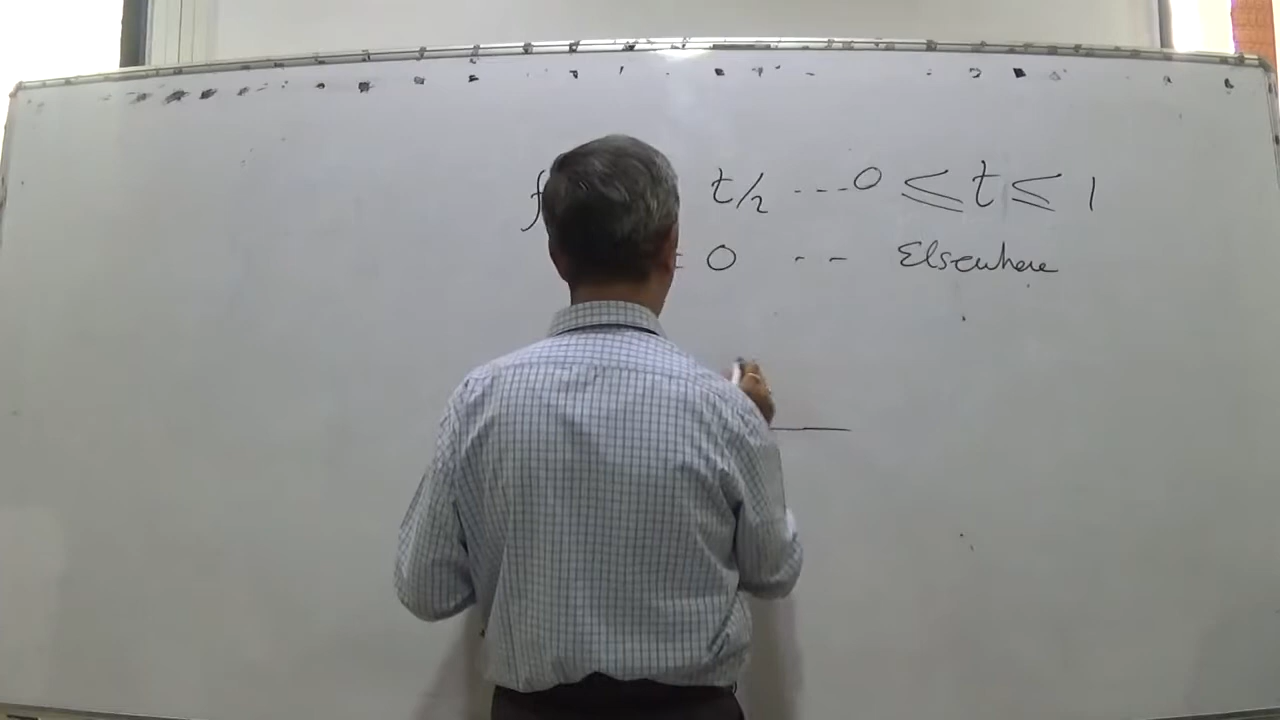 f t/2 ---0 ≤ t ≤ 1
= 0 -- Elsewhere